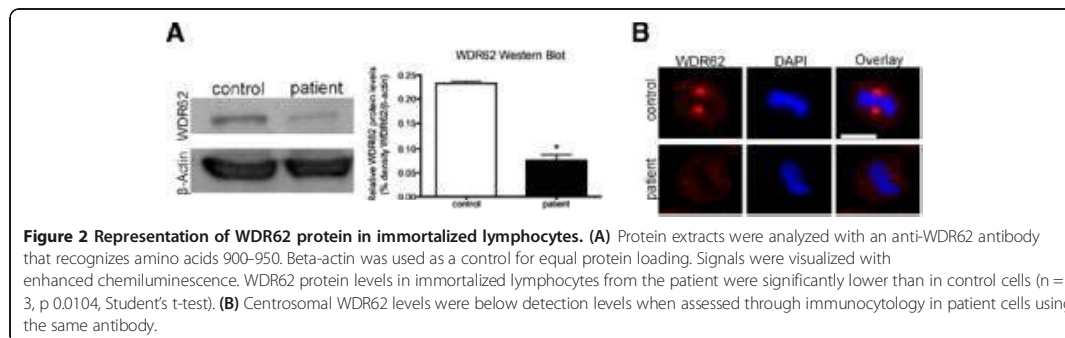 A
B
WDR62 Western Blot
control patient
WDR62
β-Actin
Relative WDR62 protein levels
(% density WDR62/β-actin)
0.25
0.20
0.15
0.10
0.05
0.00
*
control patient
WDR62 DAPI Overlay
control
patient
Figure 2 Representation of WDR62 protein in immortalized lymphocytes. (A) Protein extracts were analyzed with an anti-WDR62 antibody
that recognizes amino acids 900–950. Beta-actin was used as a control for equal protein loading. Signals were visualized with
enhanced chemiluminescence. WDR62 protein levels in immortalized lymphocytes from the patient were significantly lower than in control cells (n =
3, p 0.0104, Student's t-test). (B) Centrosomal WDR62 levels were below detection levels when assessed through immunocytology in patient cells using
the same antibody.